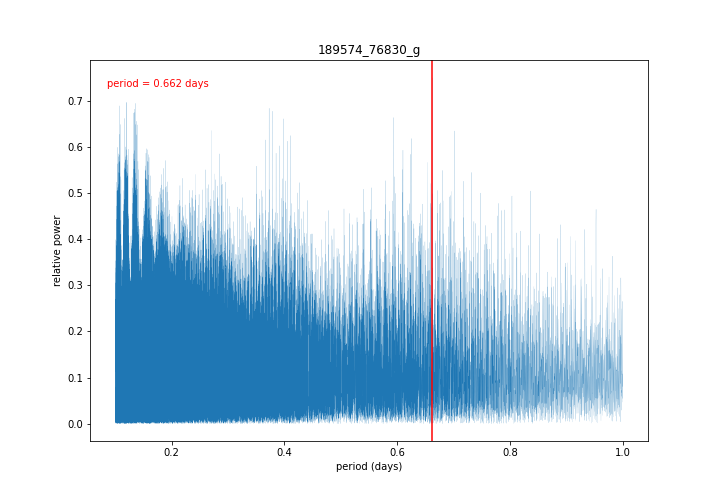 189574_76830_g
period = 0.662 days
0.7
0.6
0.5
0.4
0.3
0.2
0.1
0.0
relative power
0.2 0.4 0.6 0.8 1.0
period (days)